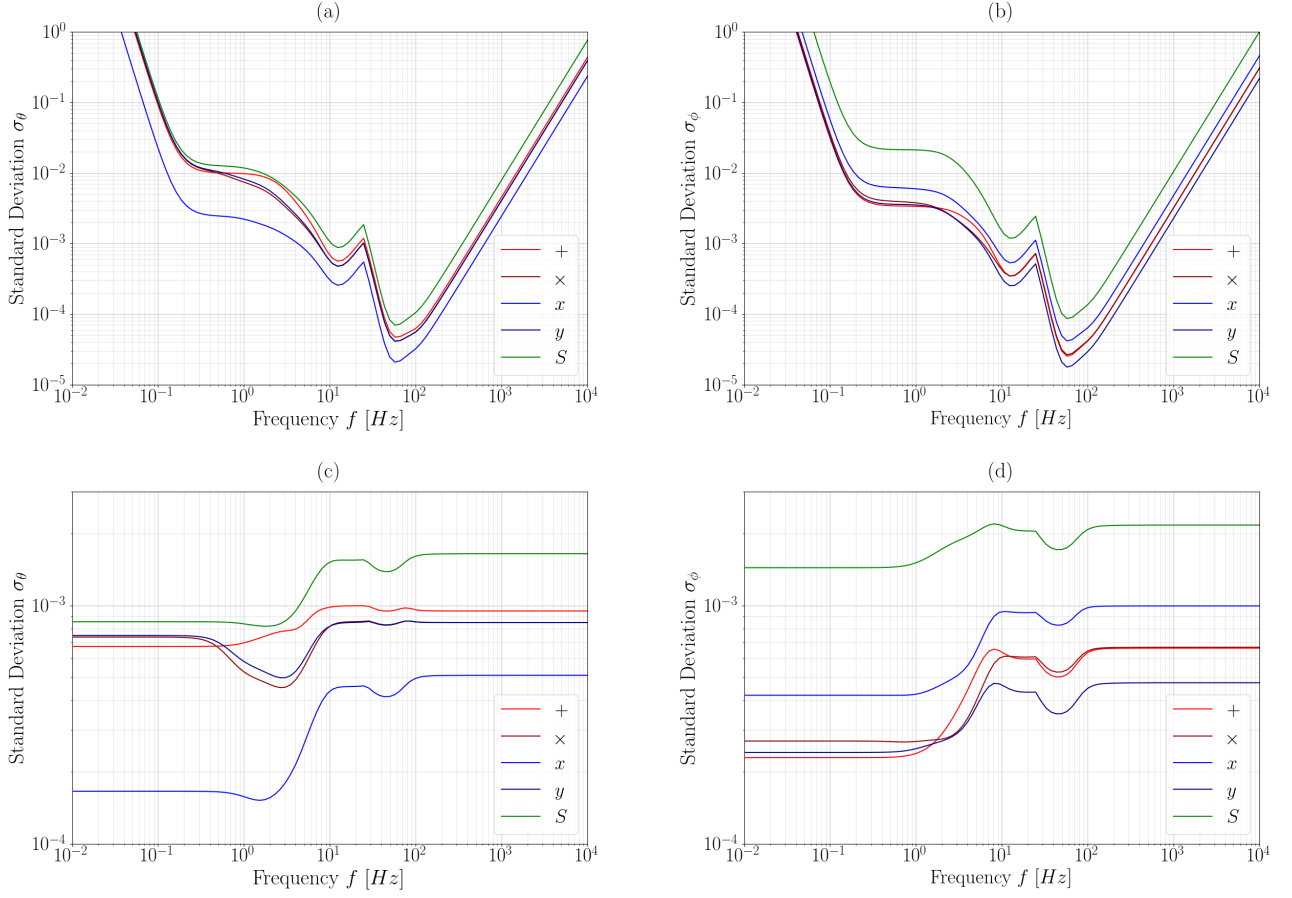 (a)
Standard Deviation σ_θ
10^0
10^-1
10^-2
10^-3
10^-4
10^-5
10^-2
10^-1
10^0
10^1
10^2
10^3
10^4
Frequency f [Hz]
+
×
x
y
S
(b)
Standard Deviation σ_ϕ
10^0
10^-1
10^-2
10^-3
10^-4
10^-5
10^-2
10^-1
10^0
10^1
10^2
10^3
10^4
Frequency f [Hz]
+
×
x
y
S
(c)
Standard Deviation σ_θ
10^-3
10^-4
10^-2
10^-1
10^0
10^1
10^2
10^3
10^4
Frequency f [Hz]
+
×
x
y
S
(d)
Standard Deviation σ_ϕ
10^-3
10^-4
10^-2
10^-1
10^0
10^1
10^2
10^3
10^4
Frequency f [Hz]
+
×
x
y
S